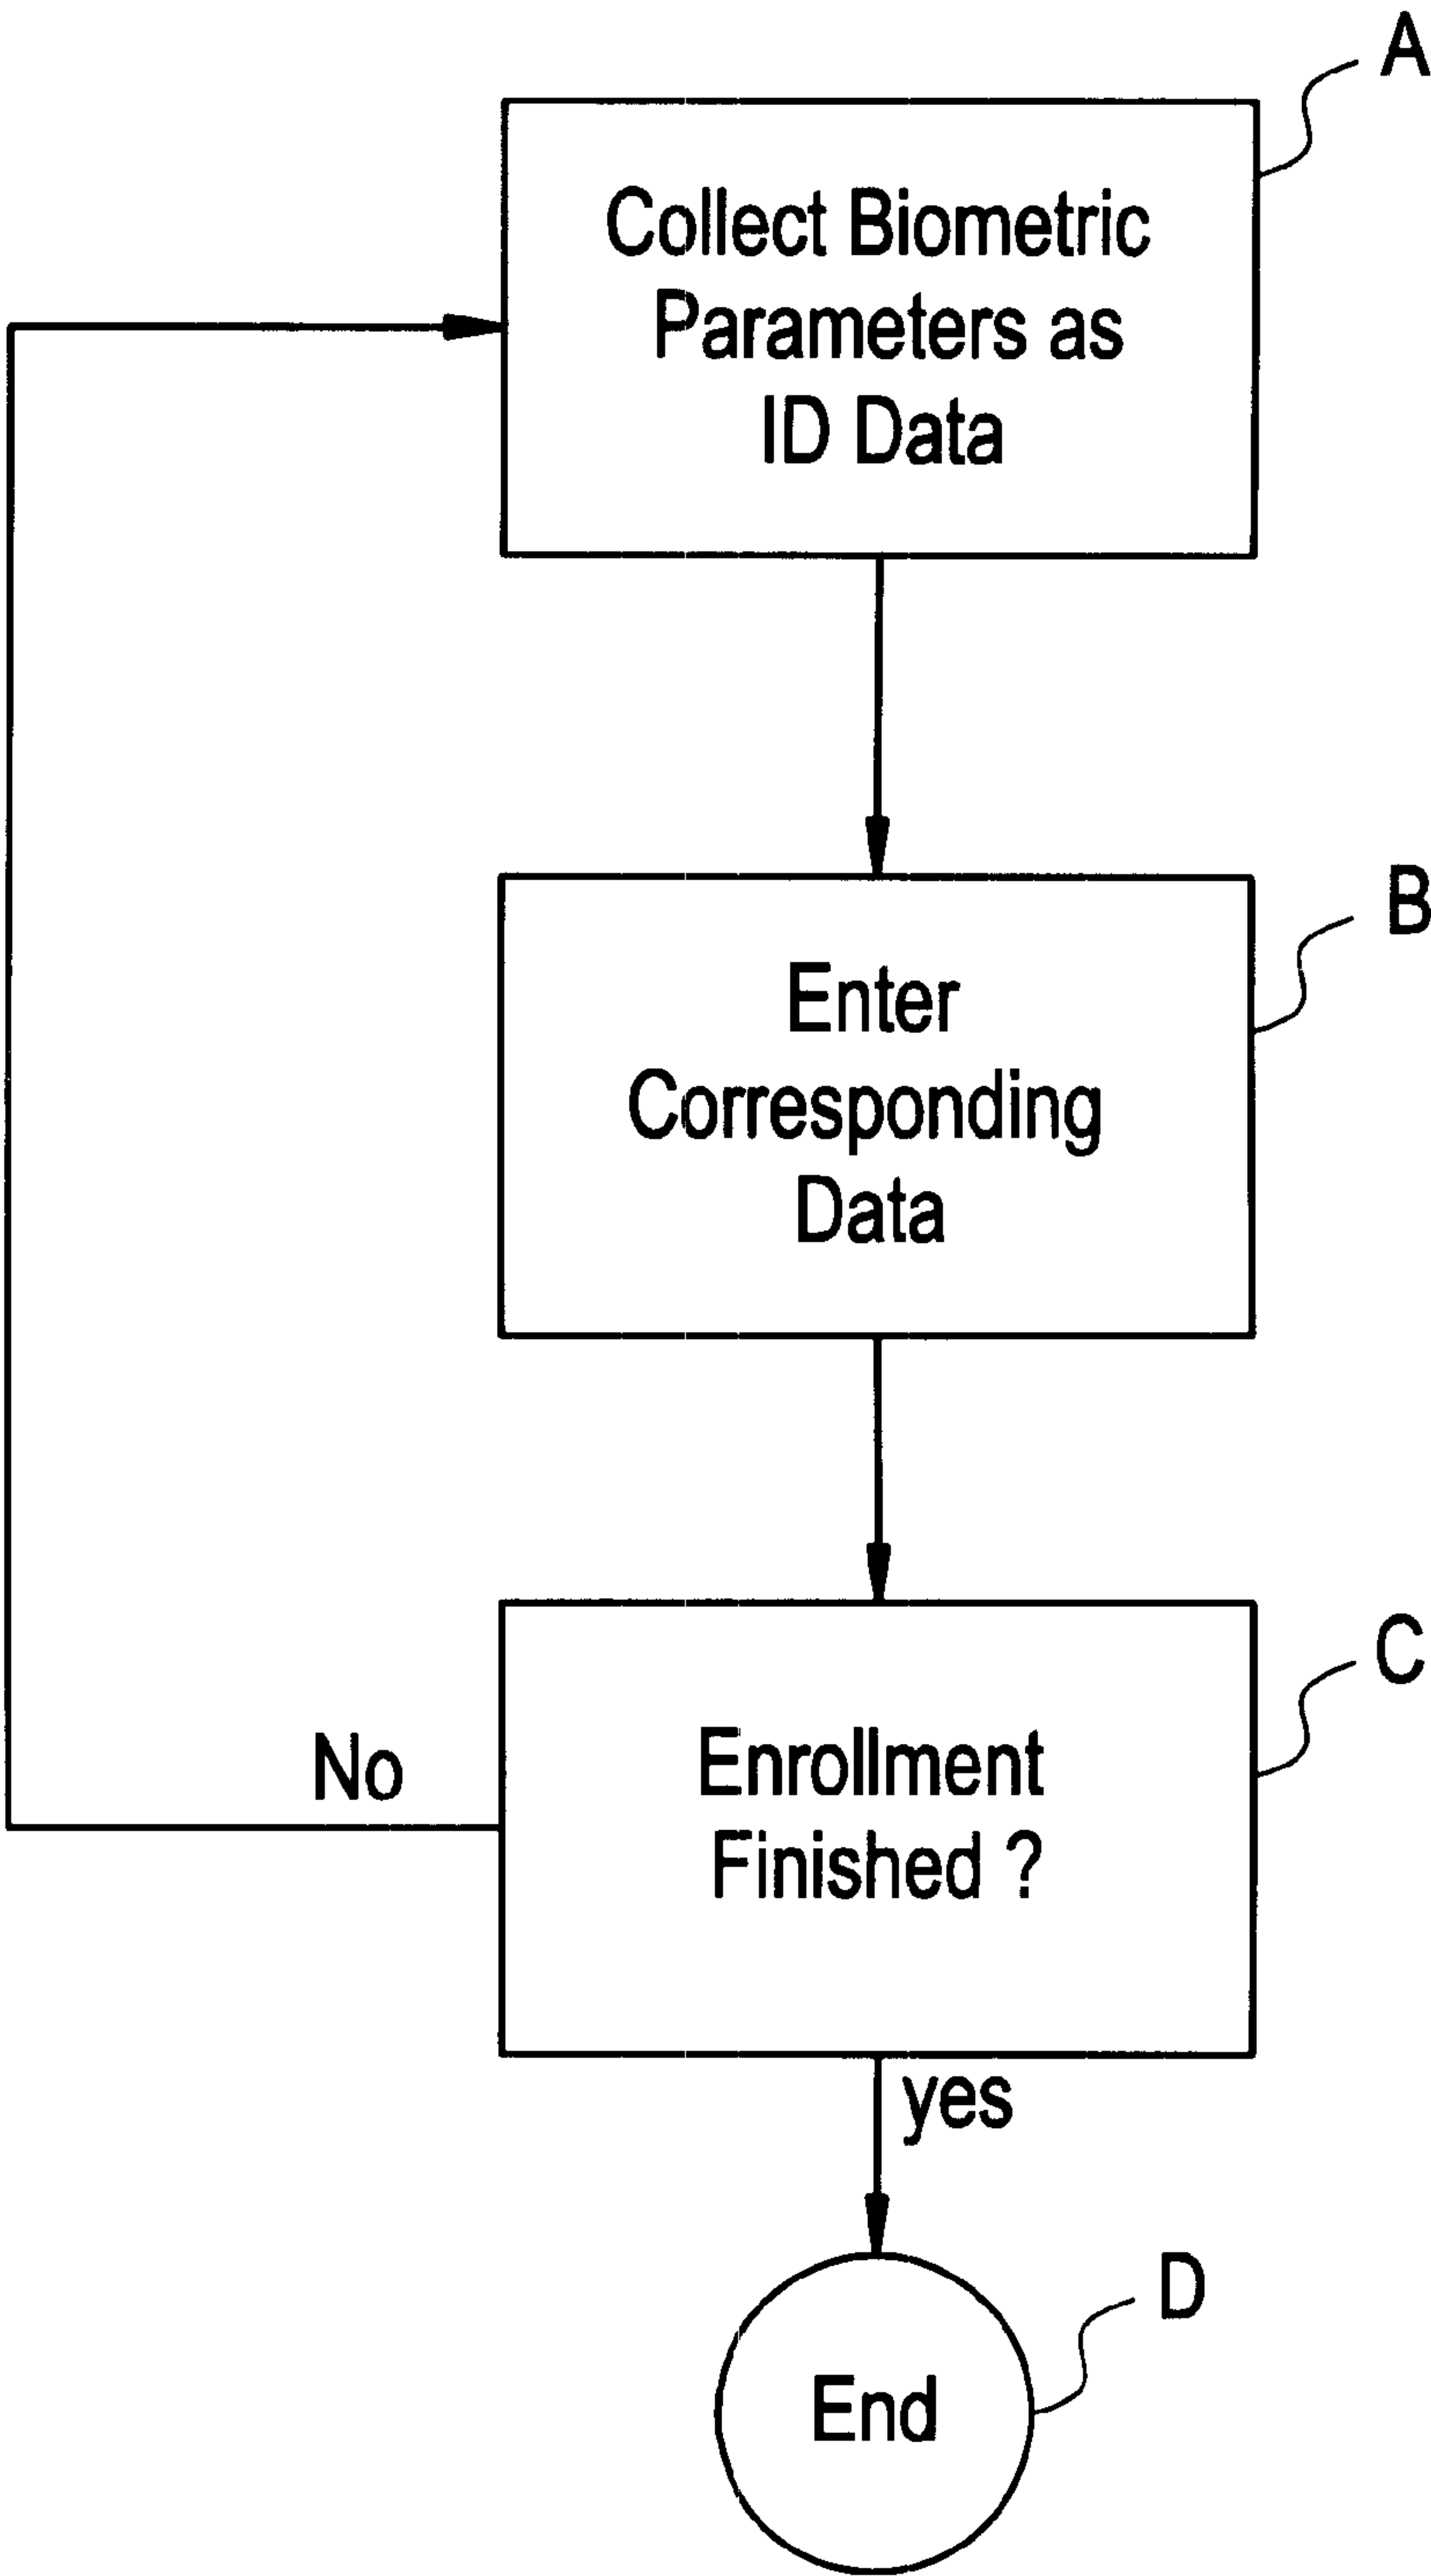 A
Collect Biometric
Parameters as
ID Data
B
Enter
Corresponding
Data
C
Enrollment
Finished ?
No
yes
D
End